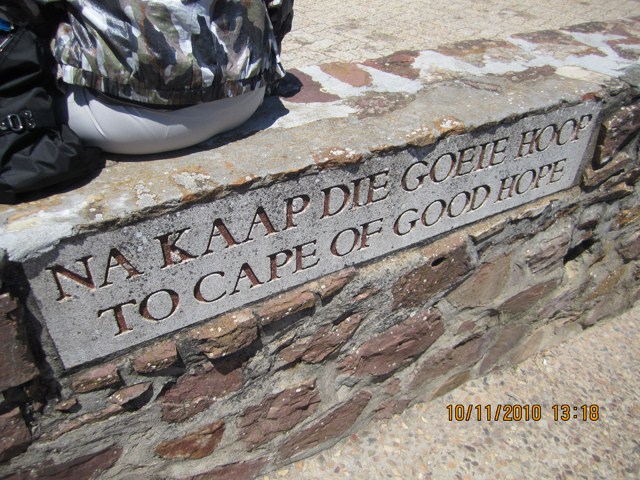 NA KAAP DIE GOEIE HOOP
TO CAPE OF GOOD HOPE
10/11/2010 13:18